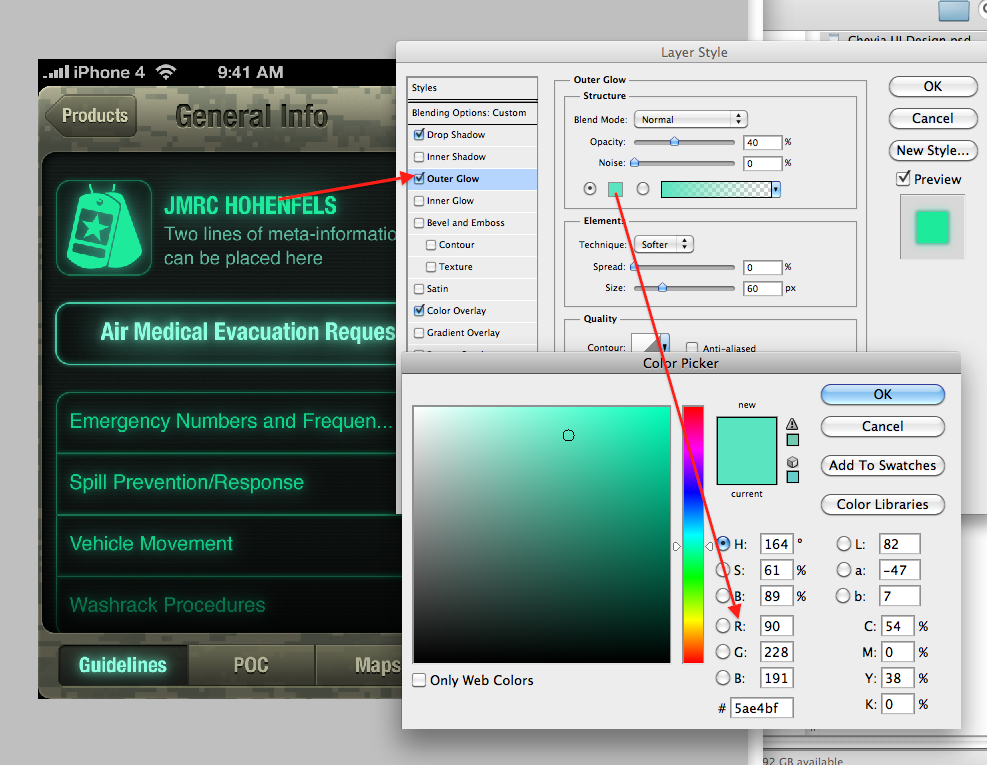 iPhone 4
9:41 AM
Products
General Info
JMRC HOHENFELS
Two lines of meta-informatio
can be placed here
Air Medical Evacuation Reques
Emergency Numbers and Frequen...
Spill Prevention/Response
Vehicle Movement
Washrack Procedures
Guidelines
POC
Maps
Chevia UI Design.psd
Layer Style
Styles
Blending Options: Custom
Drop Shadow
Inner Shadow
Outer Glow
Inner Glow
Bevel and Emboss
Contour
Texture
Satin
Color Overlay
Gradient Overlay
Outer Glow
Structure
Blend Mode: Normal
Opacity: 40 %
Noise: 0 %
Elements
Technique: Softer
Spread: 0 %
Size: 60 px
Quality
Contour:
Anti-aliased
OK
Cancel
New Style...
Preview
Color Picker
new
current
OK
Cancel
Add To Swatches
Color Libraries
H: 164 °
S: 61 %
B: 89 %
R: 90
G: 228
B: 191
# 5ae4bf
L: 82
a: -47
b: 7
C: 54 %
M: 0 %
Y: 38 %
K: 0 %
Only Web Colors
92 GB available